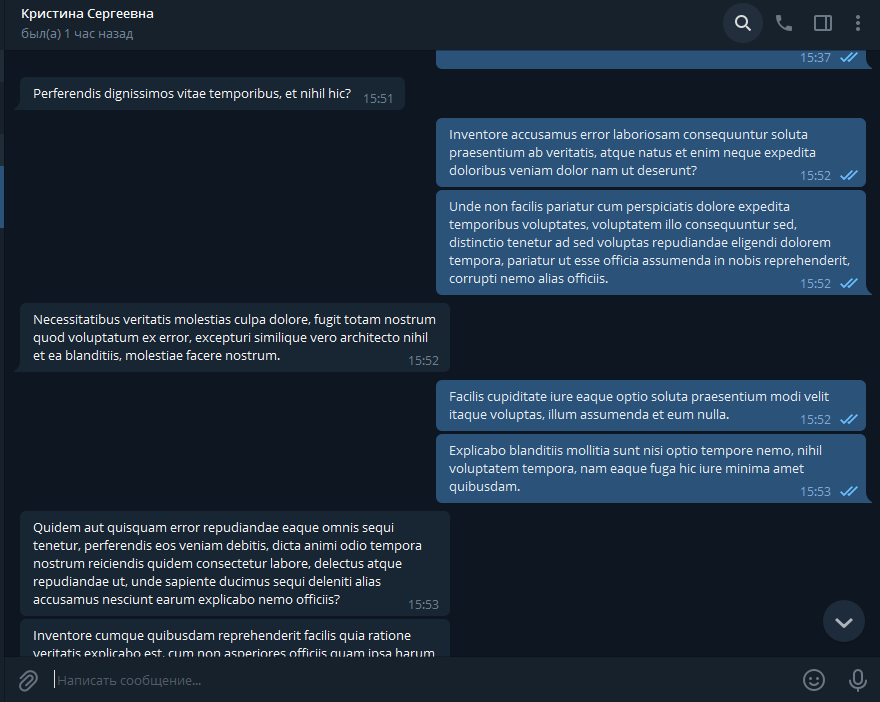 Кристина Сергеевна
был(а) 1 час назад
15:37
Perferendis dignissimos vitae temporibus, et nihil hic?
15:51
Inventore accusamus error laboriosam consequuntur soluta
praesentium ab veritatis, atque natus et enim neque expedita
doloribus veniam dolor nam ut deserunt?
15:52
Unde non facilis pariatur cum perspiciatis dolore expedita
temporibus voluptates, voluptatem illo consequuntur sed,
distinctio tenetur ad sed voluptas repudiandae eligendi dolorem
tempora, pariatur ut esse officia assumenda in nobis reprehenderit,
corrupti nemo alias officiis.
15:52
Necessitatibus veritatis molestias culpa dolore, fugit totam nostrum
quod voluptatum ex error, excepturi similique vero architecto nihil
et ea blanditiis, molestiae facere nostrum.
15:52
Facilis cupiditate iure eaque optio soluta praesentium modi velit
itaque voluptas, illum assumenda et eum nulla.
15:52
Explicabo blanditiis mollitia sunt nisi optio tempore nemo, nihil
voluptatem tempora, nam eaque fuga hic iure minima amet
quibusdam.
15:53
Quidem aut quisquam error repudiandae eaque omnis sequi
tenetur, perferendis eos veniam debitis, dicta animi odio tempora
nostrum reiciendis quidem consectetur labore, delectus atque
repudiandae ut, unde sapiente ducimus sequi deleniti alias
accusamus nesciunt earum explicabo nemo officiis?
15:53
Inventore cumque quibusdam reprehenderit facilis quia ratione
veritatis explicabo est, cum non asperiores officiis quam ipsa harum
Написать сообщение...